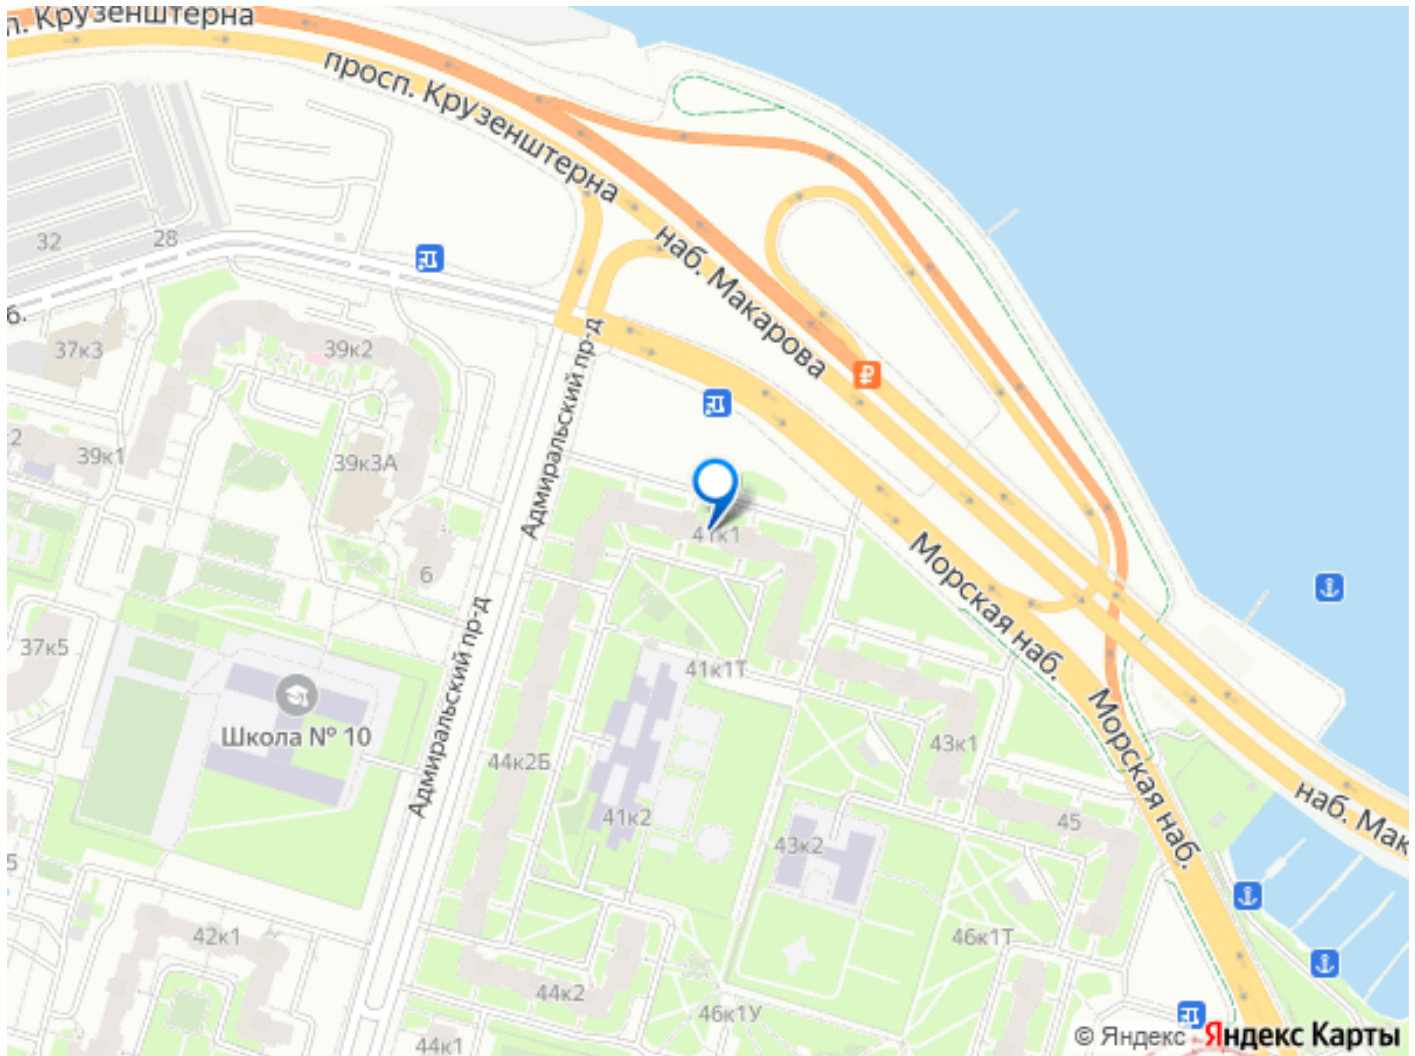 п. Крузенштерна
просп. Крузенштерна
наб. Макарова
32
28
б.
37к3
39к2
Адмиральский пр-д
2
39к1
39к3А
41к1
6
Морская наб.
37к5
Адмиральский пр-д
41к1Т
Школа № 10
44к2Б
43к1
Морская наб.
наб. Мак
41к2
45
43к2
5
42к1
46к1Т
44к2
46к1У
44к1
© Яндекс Яндекс Карты